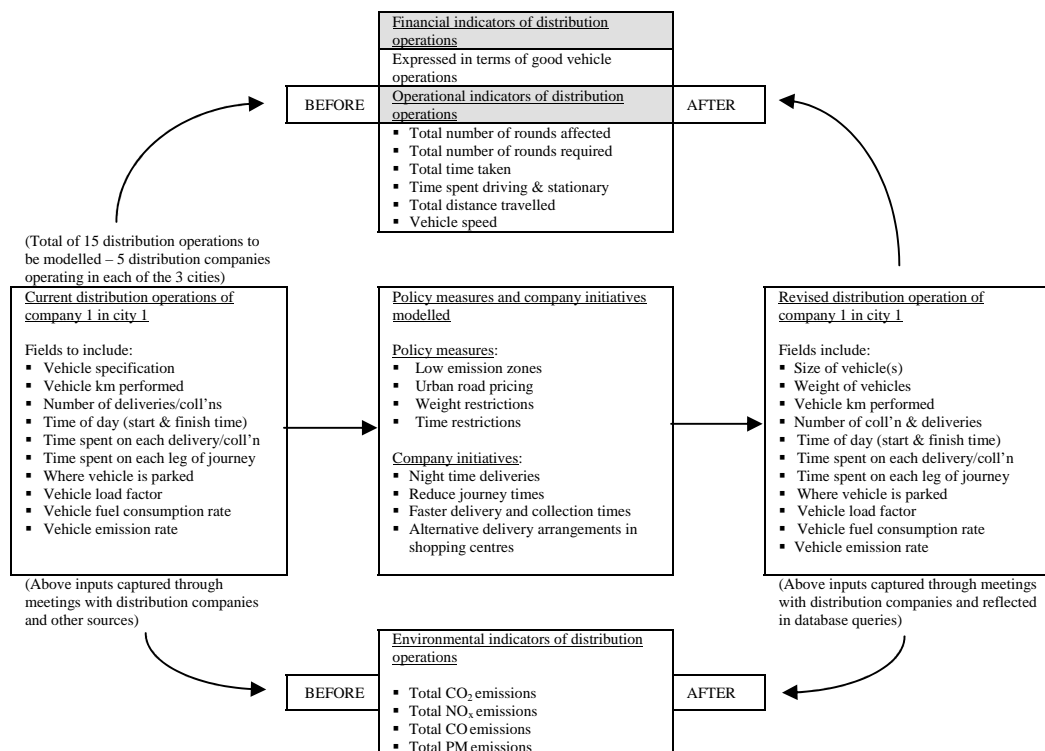 Financial indicators of distribution
operations
Expressed in terms of good vehicle
operations
BEFORE
Operational indicators of distribution
operations
AFTER
▪ Total number of rounds affected
▪ Total number of rounds required
▪ Total time taken
▪ Time spent driving & stationary
▪ Total distance travelled
▪ Vehicle speed
(Total of 15 distribution operations to
be modelled – 5 distribution companies
operating in each of the 3 cities)
Current distribution operations of
company 1 in city 1
Fields to include:
▪ Vehicle specification
▪ Vehicle km performed
▪ Number of deliveries/coll'ns
▪ Time of day (start & finish time)
▪ Time spent on each delivery/coll'n
▪ Time spent on each leg of journey
▪ Where vehicle is parked
▪ Vehicle load factor
▪ Vehicle fuel consumption rate
▪ Vehicle emission rate
(Above inputs captured through
meetings with distribution companies
and other sources)
Policy measures and company initiatives
modelled
Policy measures:
▪ Low emission zones
▪ Urban road pricing
▪ Weight restrictions
▪ Time restrictions
Company initiatives:
▪ Night time deliveries
▪ Reduce journey times
▪ Faster delivery and collection times
▪ Alternative delivery arrangements in
shopping centres
Revised distribution operation of
company 1 in city 1
Fields include:
▪ Size of vehicle(s)
▪ Weight of vehicles
▪ Vehicle km performed
▪ Number of coll'n & deliveries
▪ Time of day (start & finish time)
▪ Time spent on each delivery/coll'n
▪ Time spent on each leg of journey
▪ Where vehicle is parked
▪ Vehicle load factor
▪ Vehicle fuel consumption rate
▪ Vehicle emission rate
(Above inputs captured through meetings
with distribution companies and reflected
in database queries)
Environmental indicators of distribution
operations
BEFORE
AFTER
▪ Total CO₂ emissions
▪ Total NOₓ emissions
▪ Total CO emissions
▪ Total PM emissions